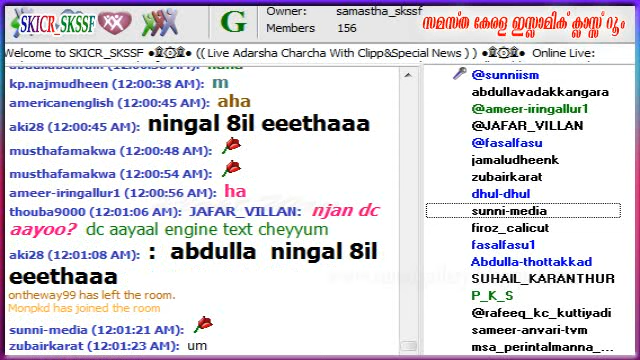 SKICR_SKSSF
G
Owner: samastha_skssf
Members 156
സമസ്ത കേരള ഇസ്ലാമിക് ക്ലാസ്സ് റൂം
Welcome to SKICR_SKSSF ●۩۞۩● (( Live Adarsha Charcha With Clipp&Special News ) ) ●۩۞۩● Online Live:
kp.najmudheen (12:00:38 AM): m
americanenglish (12:00:45 AM): aha
aki28 (12:00:45 AM): ningal 8il eeethaaa
musthafamakwa (12:00:48 AM):
musthafamakwa (12:00:54 AM):
ameer-iringallur1 (12:00:56 AM): ha
thouba9000 (12:01:06 AM): JAFAR_VILLAN: njan dc
aayoo? dc aayaal engine text cheyyum
aki28 (12:01:08 AM): : abdulla ningal 8il
eeethaaa
ontheway99 has left the room.
Monpkd has joined the room
sunni-media (12:01:21 AM):
zubairkarat (12:01:23 AM): um
@sunniism
abdullavadakkangara
@ameer-iringallur1
@JAFAR_VILLAN
@fasalfasu
jamaludheenk
zubairkarat
dhul-dhul
sunni-media
firoz_calicut
fasalfasu1
Abdulla-thottakkad
SUHAIL_KARANTHUR
P_K_S
@rafeeq_kc_kuttiyadi
sameer-anvari-tvm
msa_perintalmanna_...